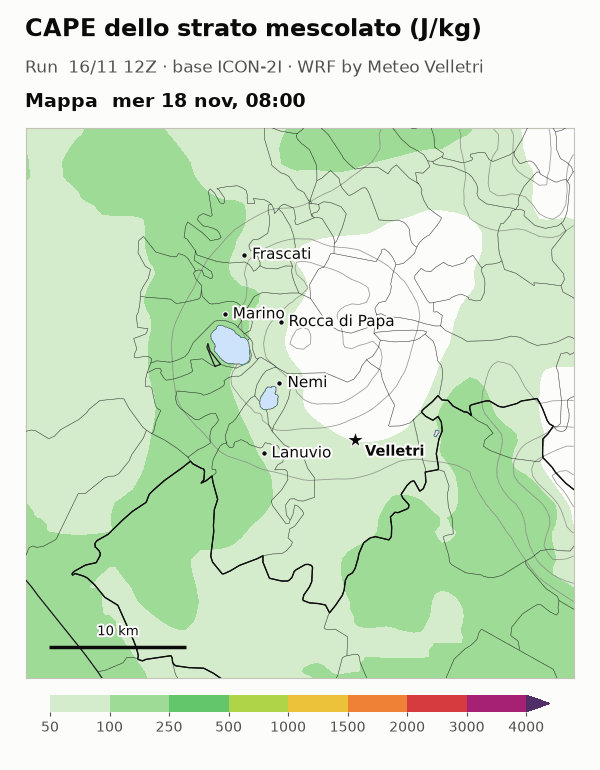 CAPE dello strato mescolato (J/kg)
Run  16/11 12Z · base ICON-2I · WRF by Meteo Velletri
Mappa  mer 18 nov, 08:00
Frascati
Marino
Rocca di Papa
Nemi
Velletri
Lanuvio
10 km
50 100 250 500 1000 1500 2000 3000 4000